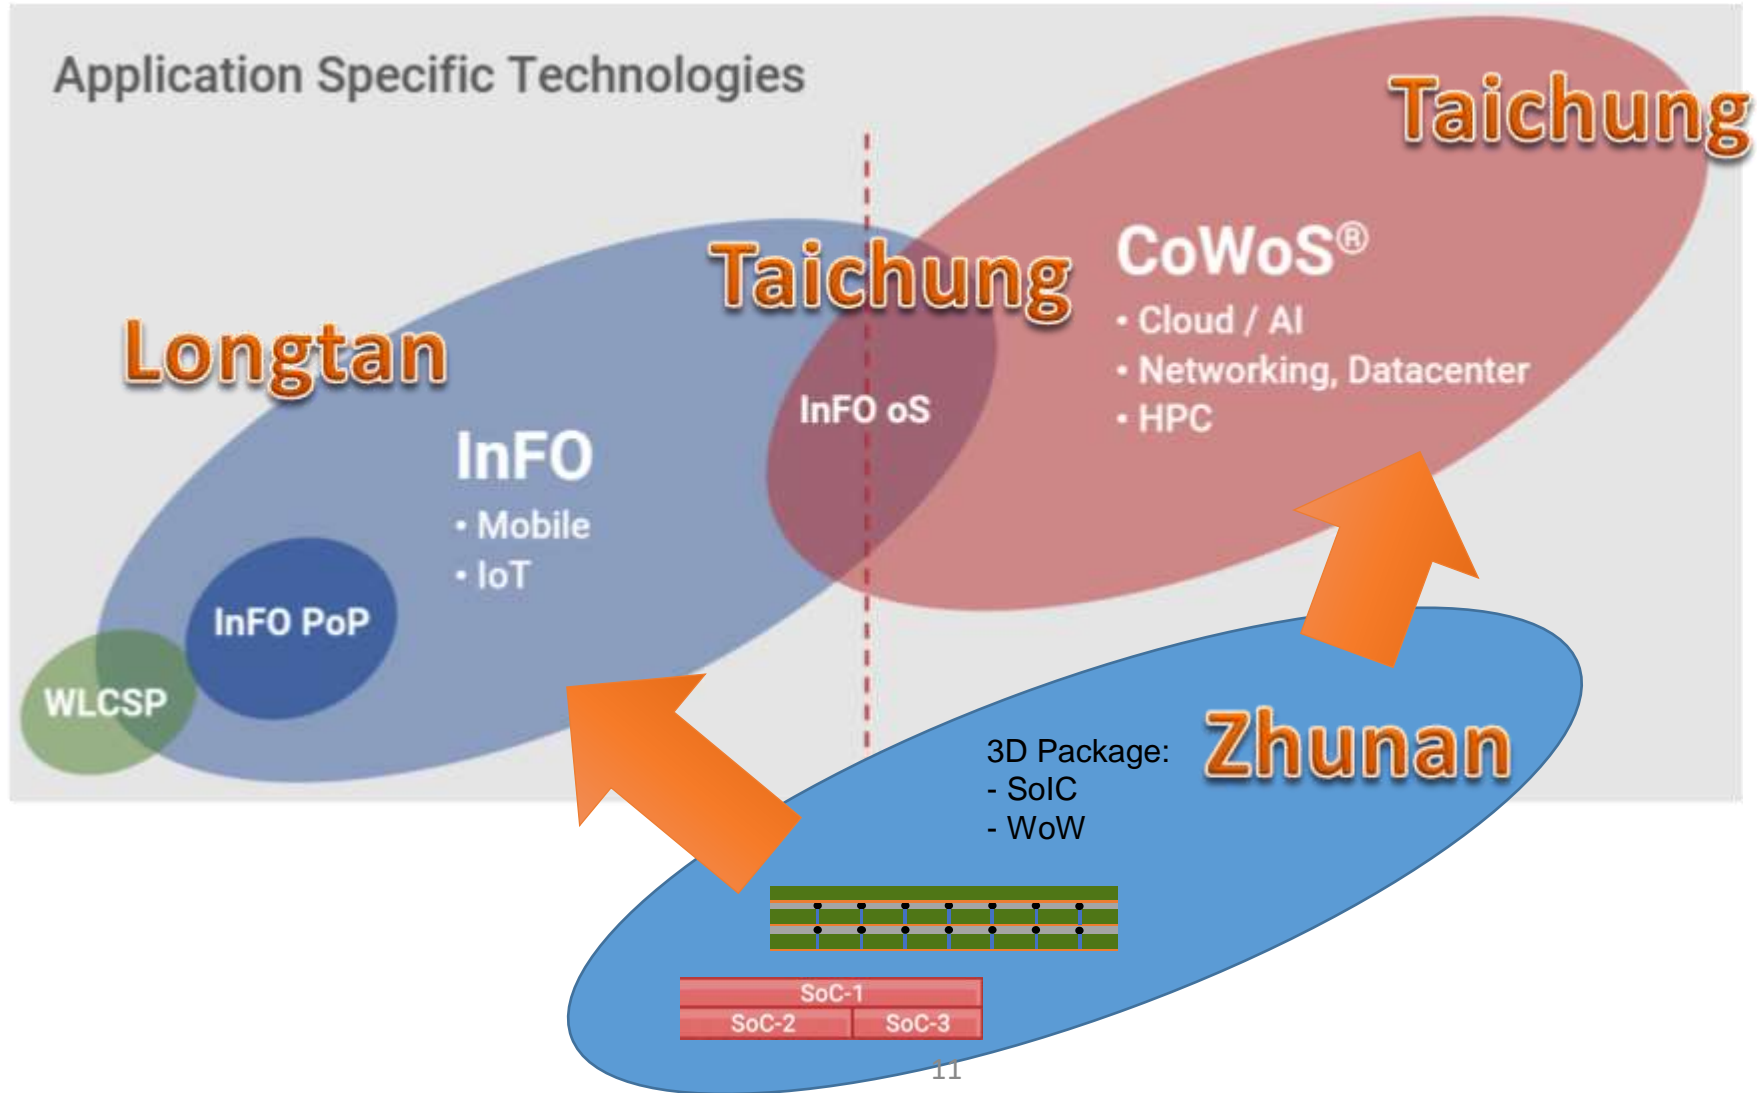 Application Specific Technologies
Taichung
Taichung
Longtan
CoWoS®
• Cloud / AI
• Networking, Datacenter
• HPC
InFO oS
InFO
• Mobile
• IoT
InFO PoP
WLCSP
Zhunan
3D Package:
- SoIC
- WoW
SoC-1
SoC-2
SoC-3
11